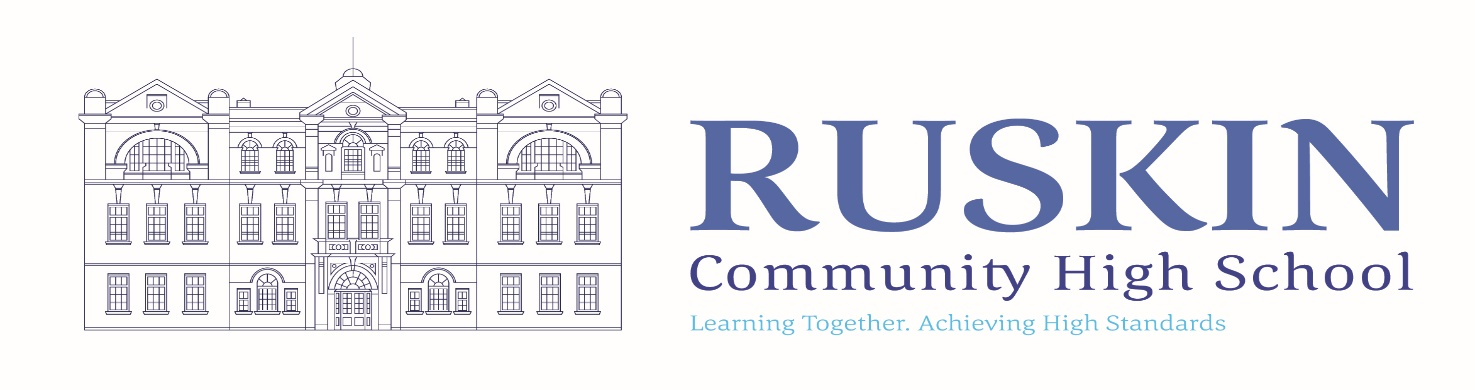 RUSKIN
Community High School
Learning Together. Achieving High Standards